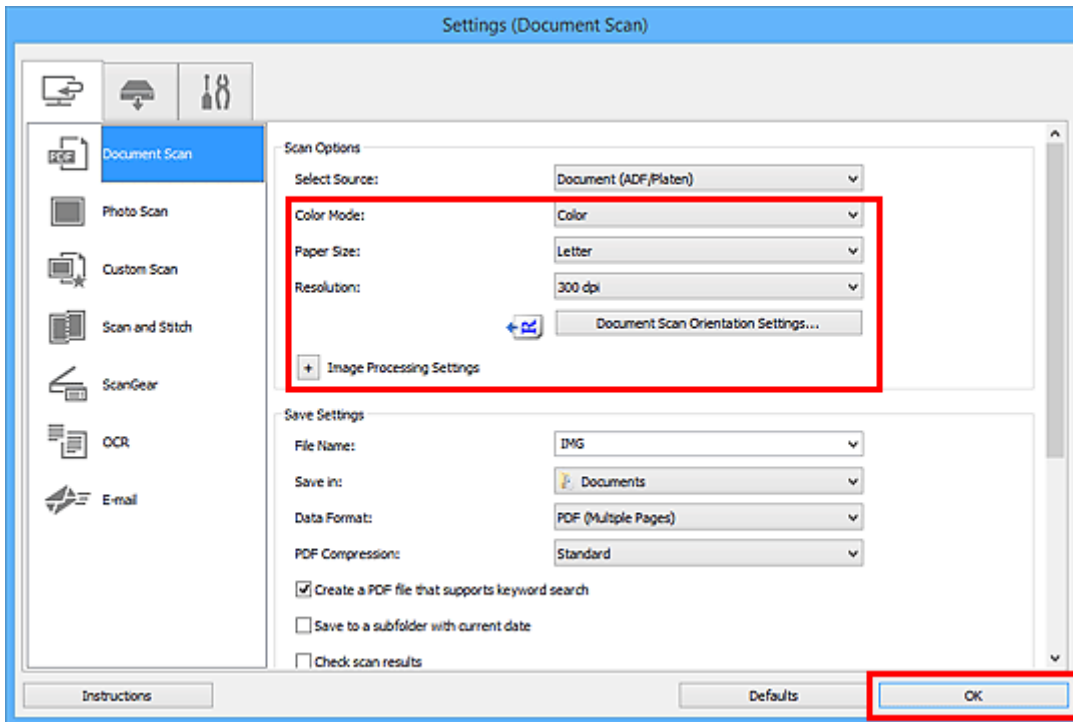 Settings (Document Scan)
Document Scan
Photo Scan
Custom Scan
Scan and Stitch
ScanGear
OCR
E-mail
Scan Options
Select Source: Document (ADF/Platen)
Color Mode: Color
Paper Size: Letter
Resolution: 300 dpi
R Document Scan Orientation Settings...
+ Image Processing Settings
Save Settings
File Name: IMG
Save in: Documents
Data Format: PDF (Multiple Pages)
PDF Compression: Standard
Create a PDF file that supports keyword search
Save to a subfolder with current date
Check scan results
Instructions Defaults OK